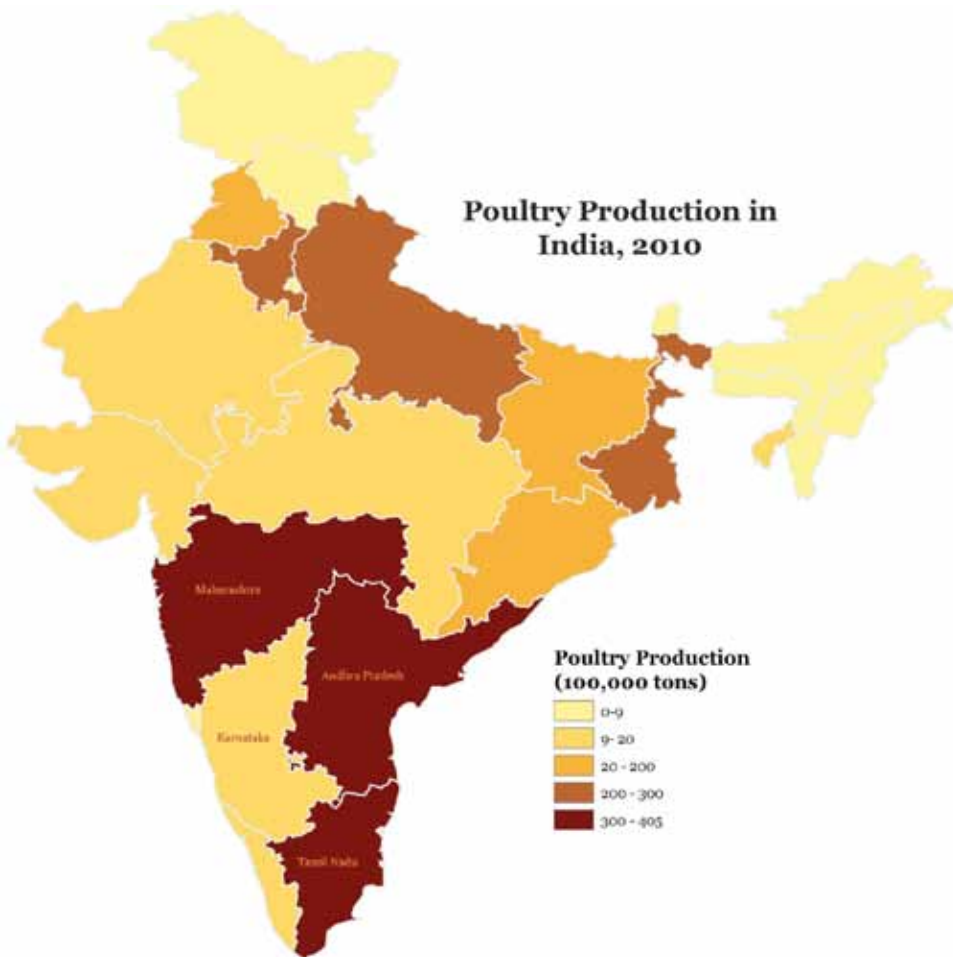 Poultry Production in
India, 2010
Maharashtra
Andhra Pradesh
Karnataka
Tamil Nadu
Poultry Production
(100,000 tons)
0-9
9- 20
20 - 200
200 - 300
300 - 405